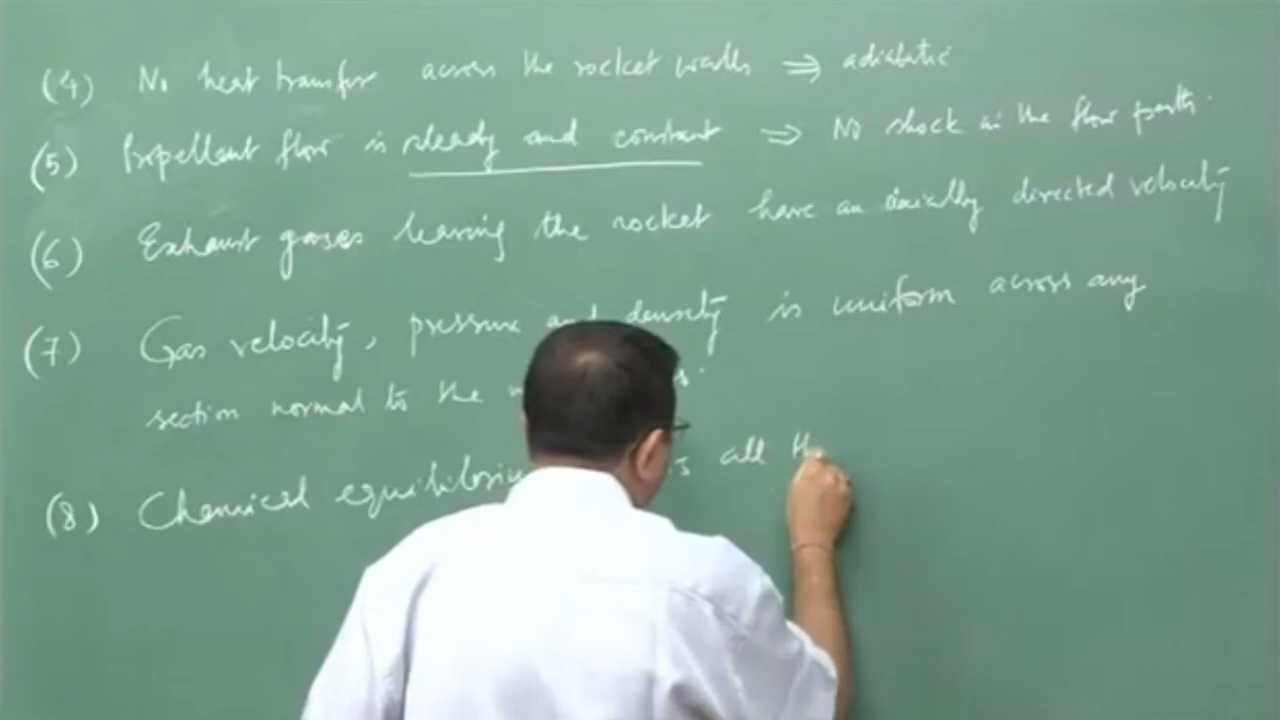 (4) No heat transfer across the rocket walls ⇒ adiabatic
(5) Propellent flow is steady and constant ⇒ No shock in the flow path.
(6) Exhaust gases leaving the rocket have an axially directed velocity
(7) Gas velocity, pressure and density is uniform across any
section normal to the
(8) Chemical all